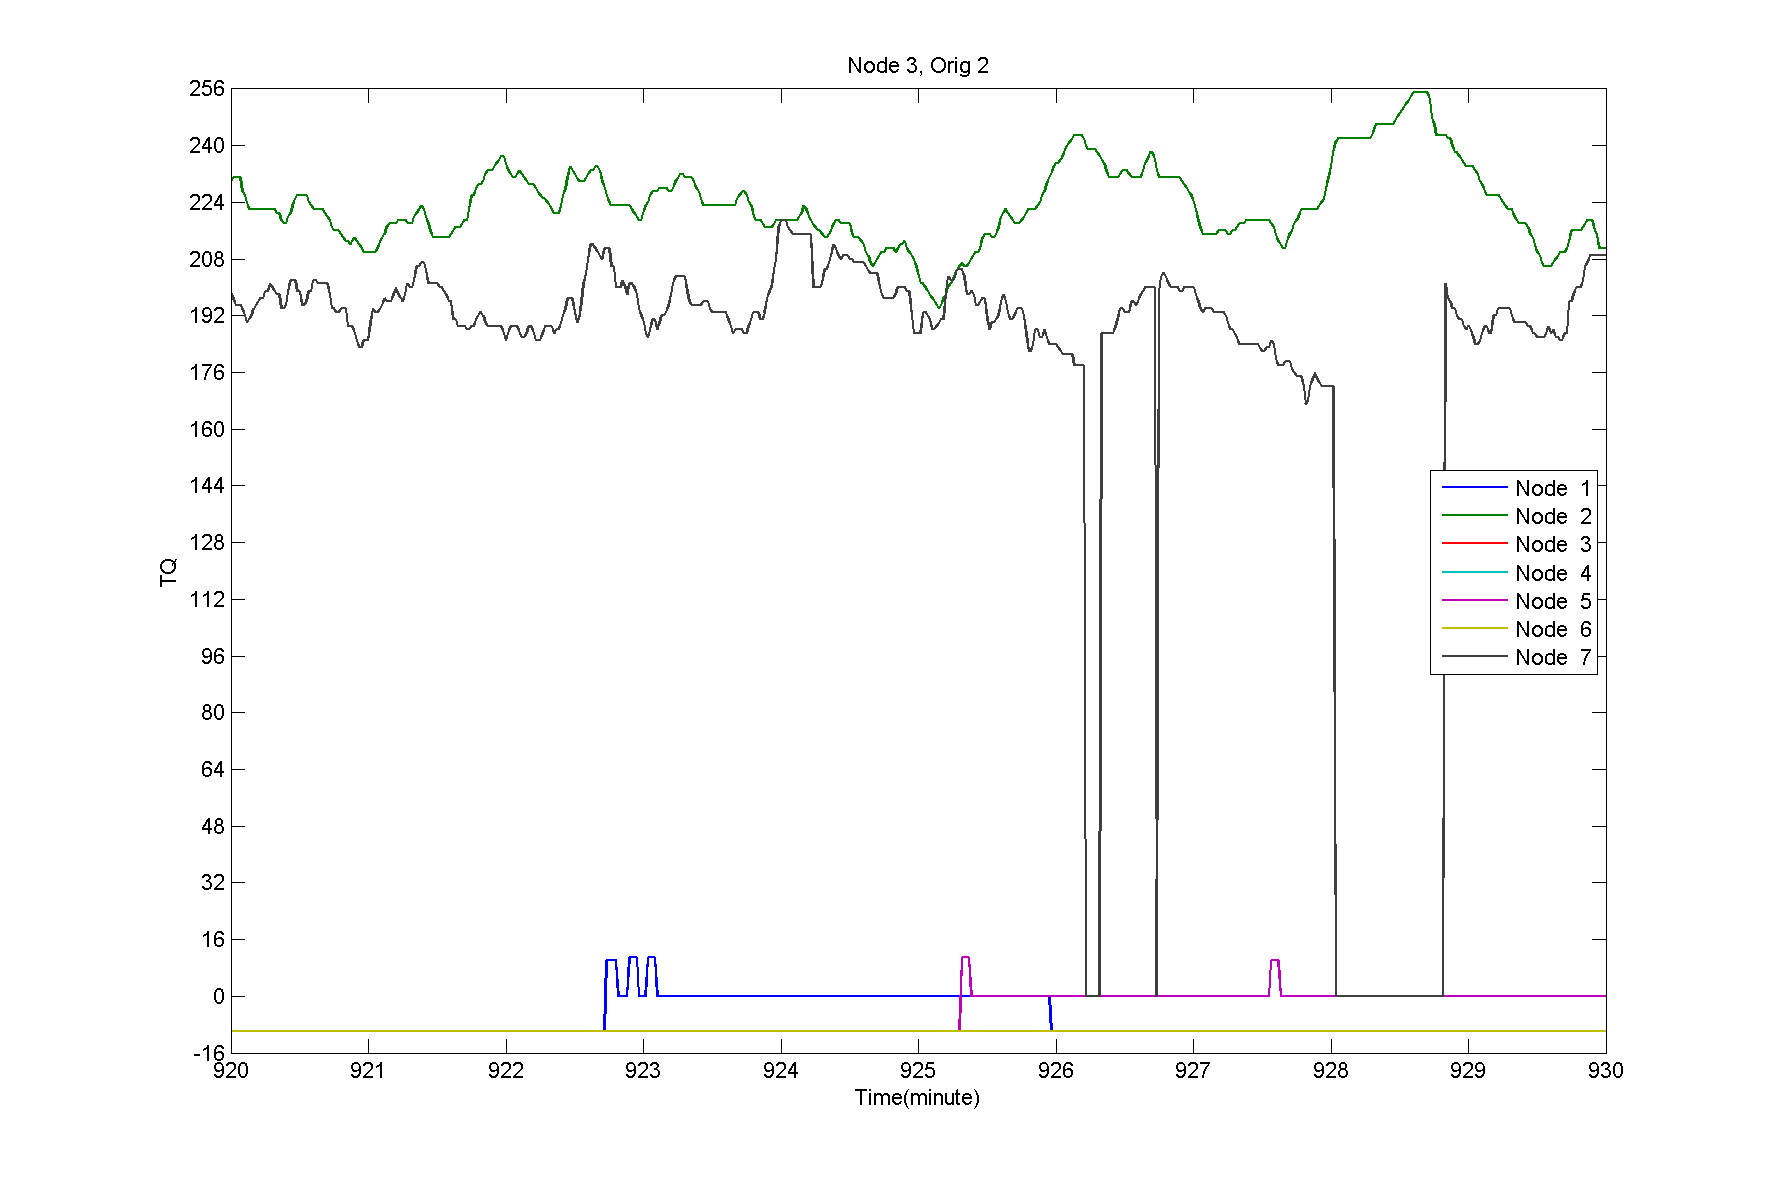 Node 3, Orig 2
256
240
224
208
192
176
160
144
128
112
96
80
64
48
32
16
0
-16
TQ
Node 1
Node 2
Node 3
Node 4
Node 5
Node 6
Node 7
920 921 922 923 924 925 926 927 928 929 930
Time(minute)